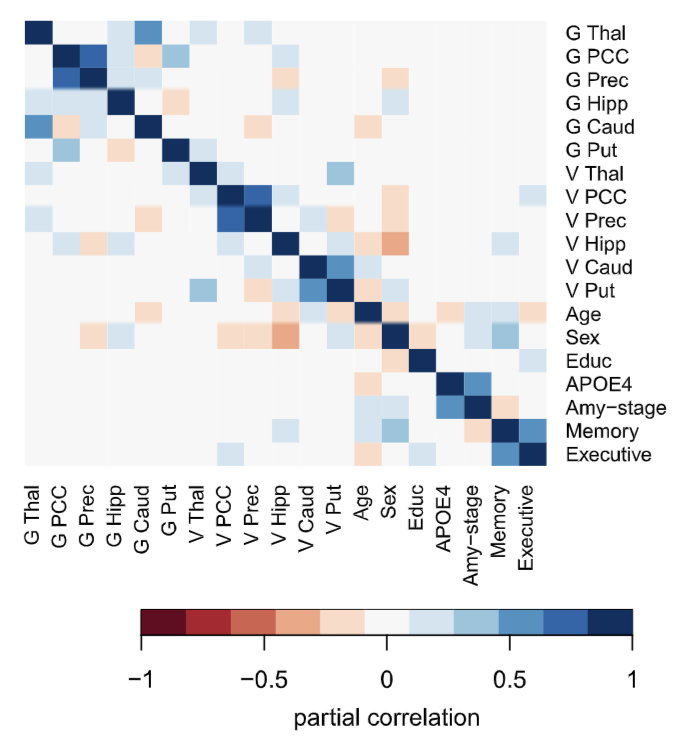 G Thal
G PCC
G Prec
G Hipp
G Caud
G Put
V Thal
V PCC
V Prec
V Hipp
V Caud
V Put
Age
Sex
Educ
APOE4
Amy−stage
Memory
Executive
G Thal
G PCC
G Prec
G Hipp
G Caud
G Put
V Thal
V PCC
V Prec
V Hipp
V Caud
V Put
Age
Sex
Educ
APOE4
Amy−stage
Memory
Executive
−1 −0.5 0 0.5 1
partial correlation